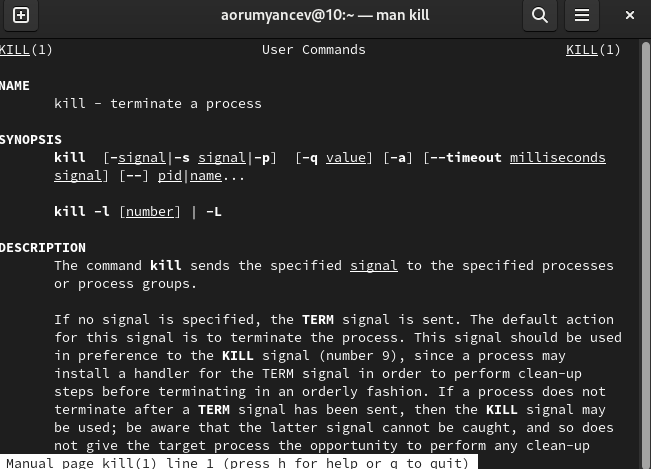 aorumyancev@10:~ — man kill
KILL(1) User Commands KILL(1)
NAME
kill - terminate a process
SYNOPSIS
kill [-signal|-s signal|-p] [-q value] [-a] [--timeout milliseconds
signal] [--] pid|name...
kill -l [number] | -L
DESCRIPTION
The command kill sends the specified signal to the specified processes
or process groups.
If no signal is specified, the TERM signal is sent. The default action
for this signal is to terminate the process. This signal should be used
in preference to the KILL signal (number 9), since a process may
install a handler for the TERM signal in order to perform clean-up
steps before terminating in an orderly fashion. If a process does not
terminate after a TERM signal has been sent, then the KILL signal may
be used; be aware that the latter signal cannot be caught, and so does
not give the target process the opportunity to perform any clean-up
Manual page kill(1) line 1 (press h for help or q to quit)